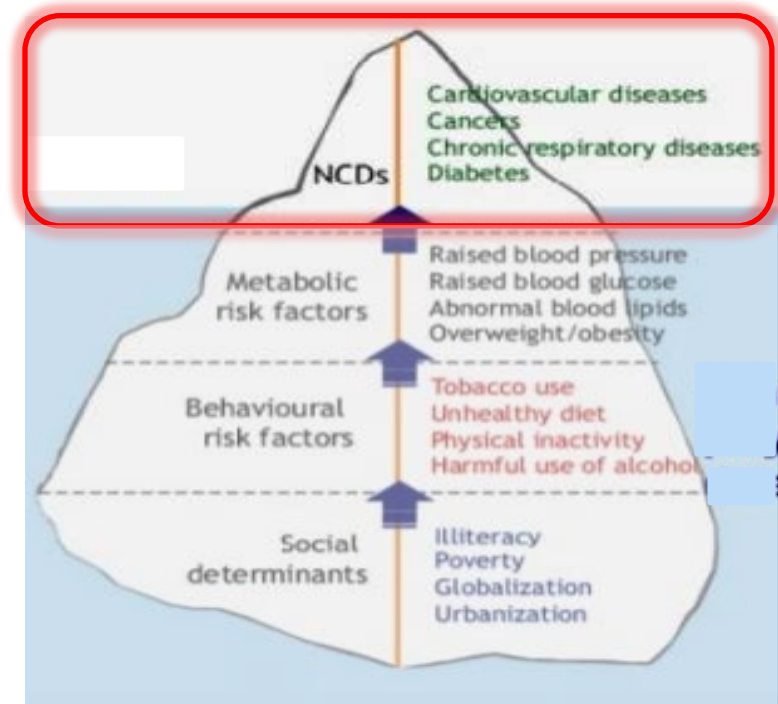 NCDs
Cardiovascular diseases
Cancers
Chronic respiratory diseases
Diabetes
Metabolic
risk factors
Raised blood pressure
Raised blood glucose
Abnormal blood lipids
Overweight/obesity
Behavioural
risk factors
Tobacco use
Unhealthy diet
Physical inactivity
Harmful use of alcohol
Social
determinants
Illiteracy
Poverty
Globalization
Urbanization